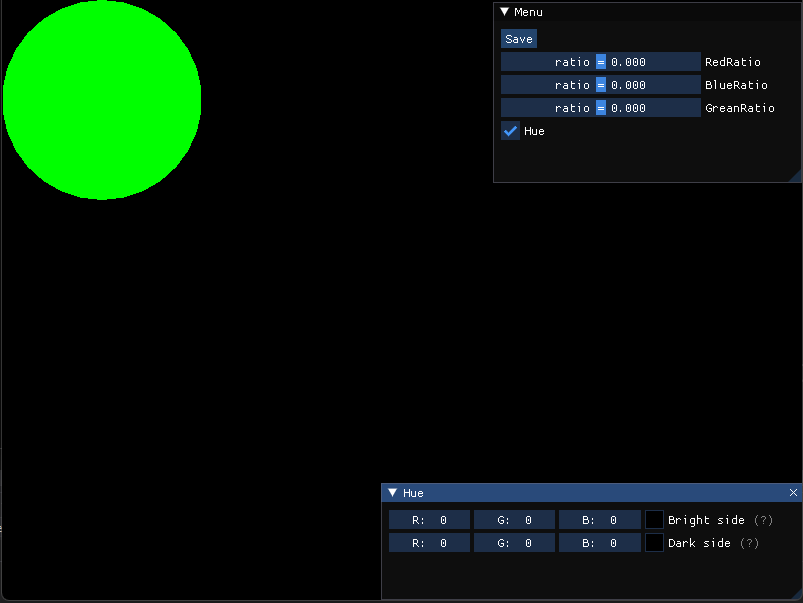 Menu
Save
ratio = 0.000 RedRatio
ratio = 0.000 BlueRatio
ratio = 0.000 GreanRatio
Hue
Hue
R: 0 G: 0 B: 0 Bright side (?)
R: 0 G: 0 B: 0 Dark side (?)